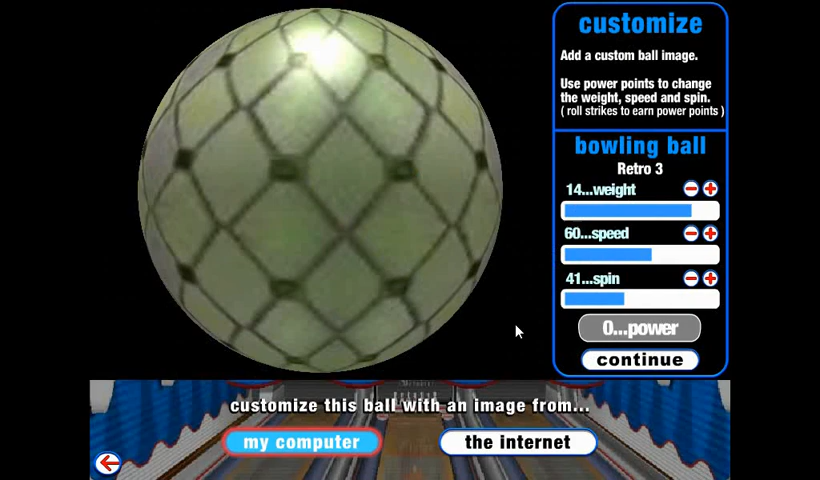 customize
Add a custom ball image.
Use power points to change
the weight, speed and spin.
( roll strikes to earn power points )
bowling ball
Retro 3
14...weight
60...speed
41...spin
0...power
continue
customize this ball with an image from...
my computer
the internet